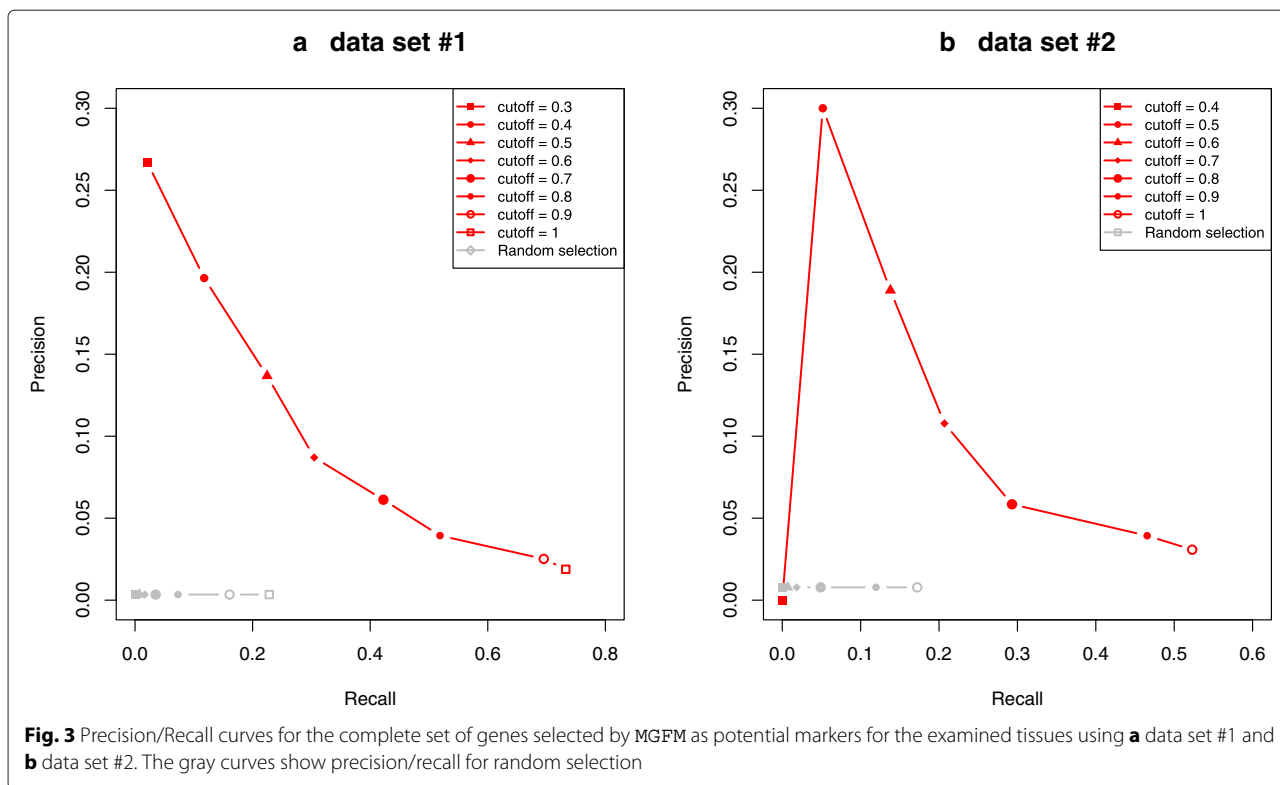 a data set #1
0.30
0.25
0.20
0.15
0.10
0.05
0.00
Precision
cutoff = 0.3
cutoff = 0.4
cutoff = 0.5
cutoff = 0.6
cutoff = 0.7
cutoff = 0.8
cutoff = 0.9
cutoff = 1
Random selection
0.0 0.2 0.4 0.6 0.8
Recall
b data set #2
0.30
0.25
0.20
0.15
0.10
0.05
0.00
Precision
cutoff = 0.4
cutoff = 0.5
cutoff = 0.6
cutoff = 0.7
cutoff = 0.8
cutoff = 0.9
cutoff = 1
Random selection
0.0 0.1 0.2 0.3 0.4 0.5 0.6
Recall
Fig. 3 Precision/Recall curves for the complete set of genes selected by MGFM as potential markers for the examined tissues using a data set #1 and
b data set #2. The gray curves show precision/recall for random selection